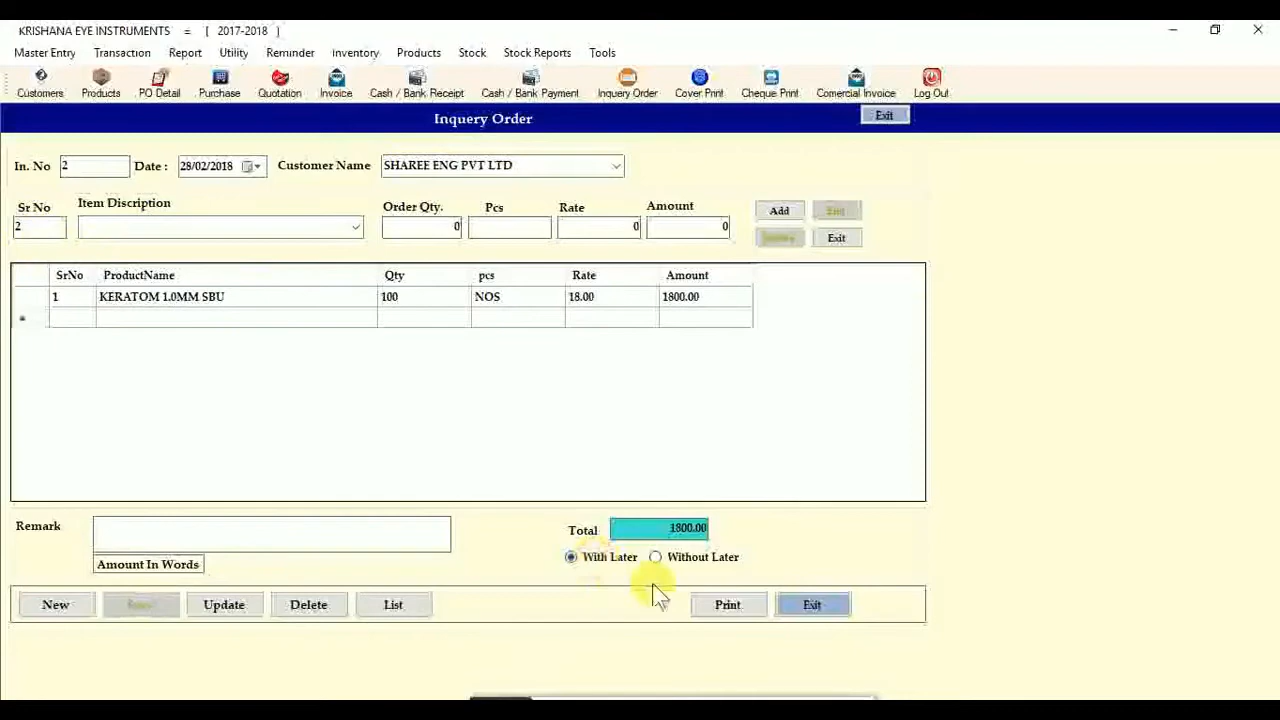 KRISHANA EYE INSTRUMENTS = [ 2017-2018 ]
Master Entry Transaction Report Utility Reminder Inventory Products Stock Stock Reports Tools
Customers Products PO Detail Purchase Quotation Invoice Cash / Bank Receipt Cash / Bank Payment Inquery Order Cover Print Cheque Print Comercial Invoice Log Out
Inquery Order Exit
In. No 2 Date : 28/02/2018 Customer Name SHAREE ENG PVT LTD
Sr No Item Discription Order Qty. Pcs Rate Amount Add
2 0 0 0 Exit
SrNo ProductName Qty pcs Rate Amount
1 KERATOM 1.0MM SBU 100 NOS 18.00 1800.00
Remark Total 1800.00
With Later Without Later
Amount In Words
New Update Delete List Print Exit